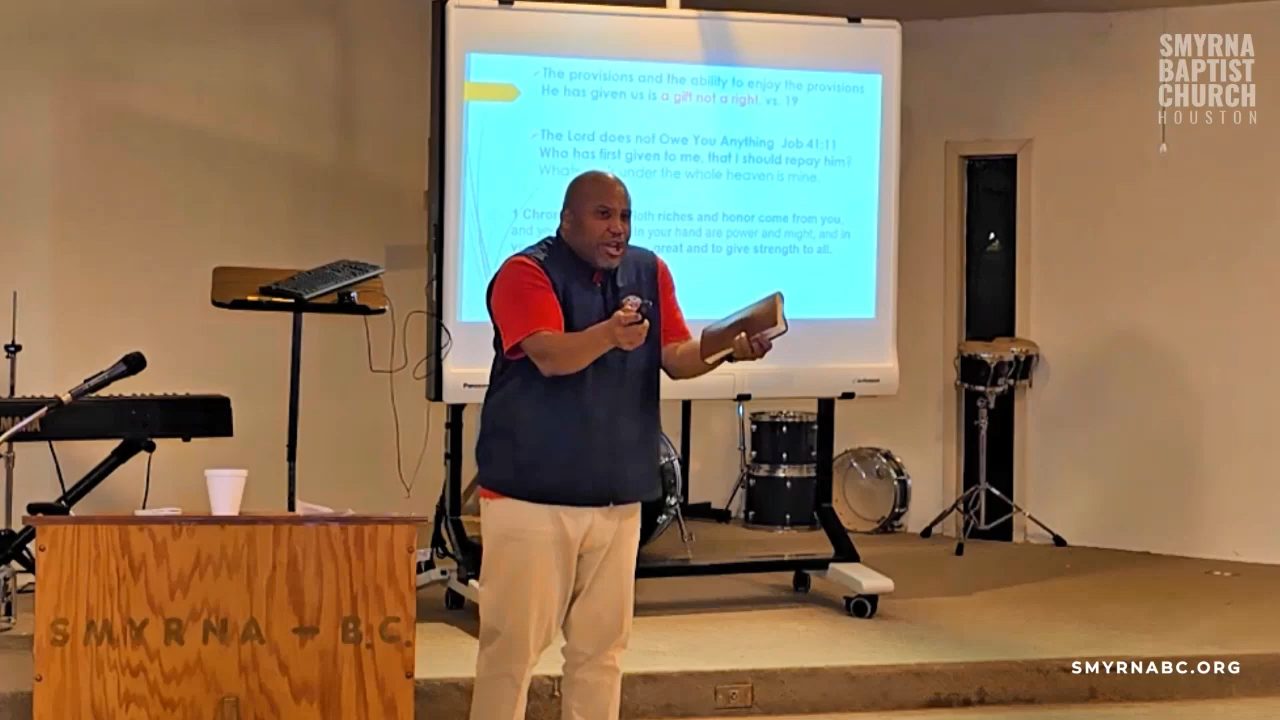 SMYRNA
BAPTIST
CHURCH
HOUSTON
The provisions and the ability to enjoy the provisions
He has given us is a gift not a right. vs. 19
The Lord does not Owe You Anything Job 41:11
Who has first given to me, that I should repay him?
under the whole heaven is mine.
1 Chro riches and honor come from you,
and in your hand are power and might, and in
great and to give strength to all.
Panasonic
YAMAHA
SMYRNA - B.C.
SMYRNABC.ORG